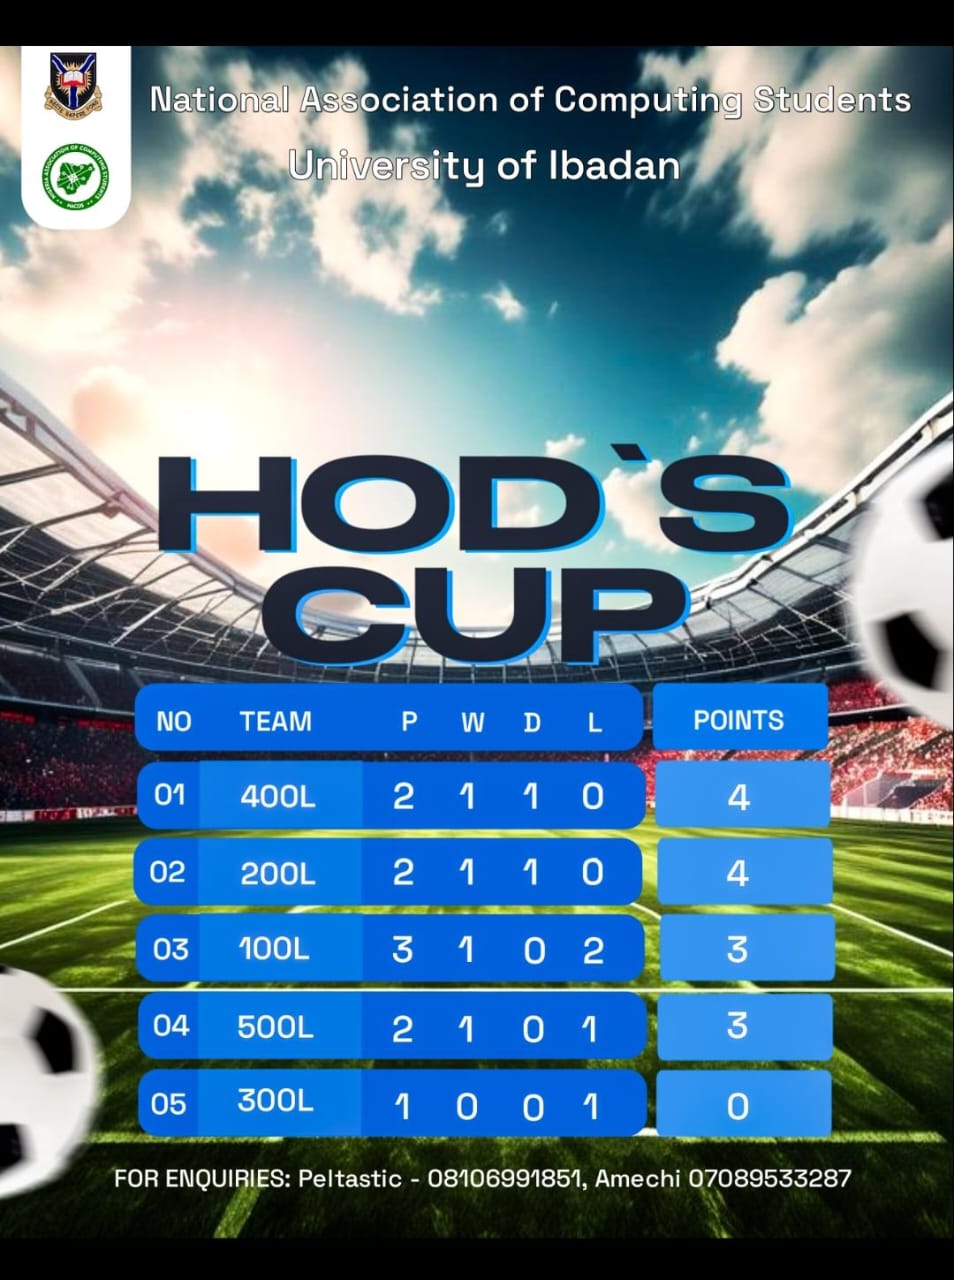 National Association of Computing Students
University of Ibadan
HOD`S
CUP
NO TEAM P W D L POINTS
01 400L 2 1 1 0 4
02 200L 2 1 1 0 4
03 100L 3 1 0 2 3
04 500L 2 1 0 1 3
05 300L 1 0 0 1 0
FOR ENQUIRIES: Peltastic - 08106991851, Amechi 07089533287